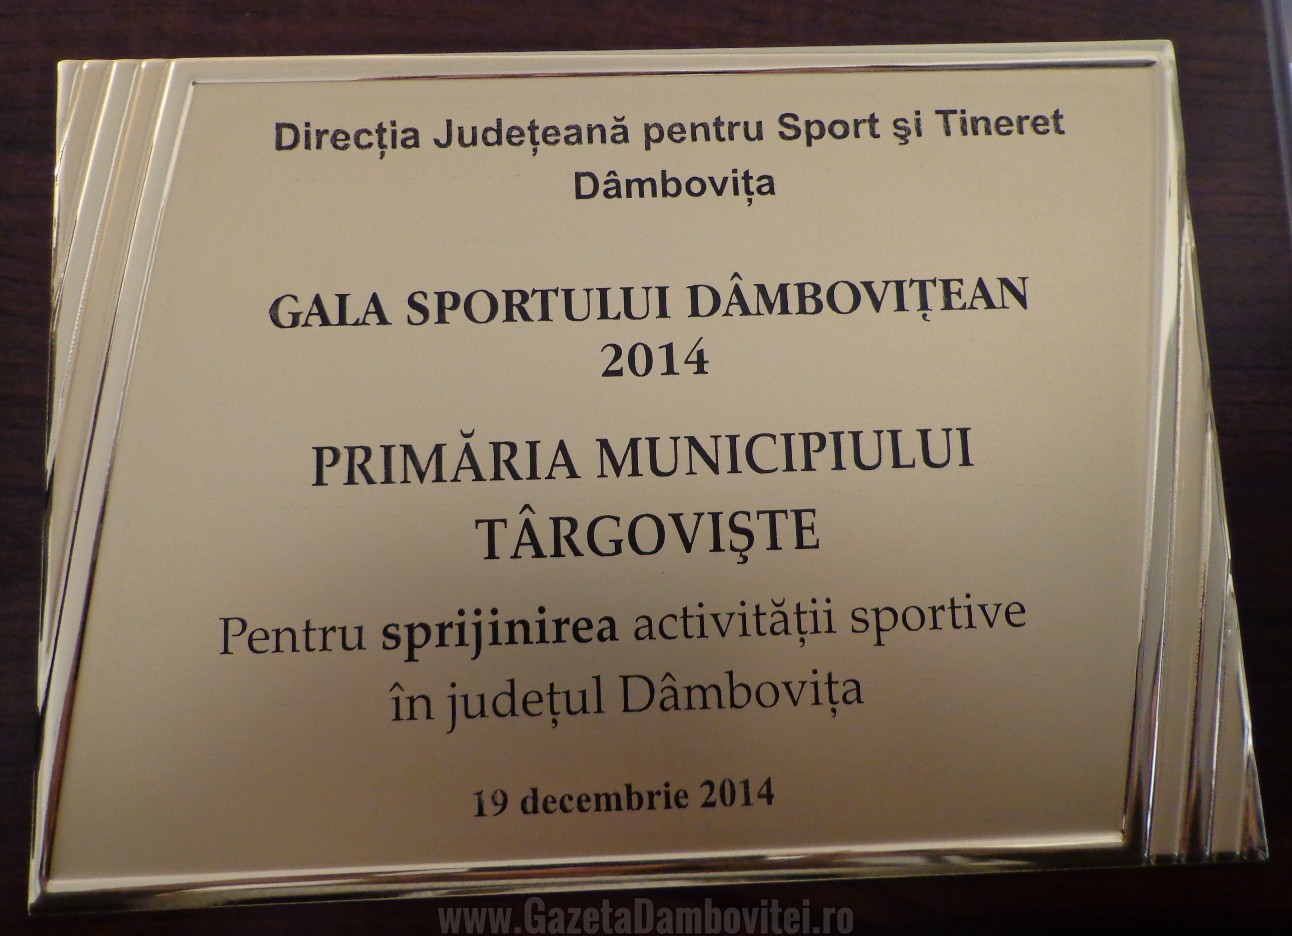 Direcția Județeană pentru Sport şi Tineret
Dâmbovița
GALA SPORTULUI DÂMBOVIȚEAN
2014
PRIMĂRIA MUNICIPIULUI
TÂRGOVIŞTE
Pentru sprijinirea activității sportive
în județul Dâmbovița
19 decembrie 2014
www.GazetaDambovitei.ro